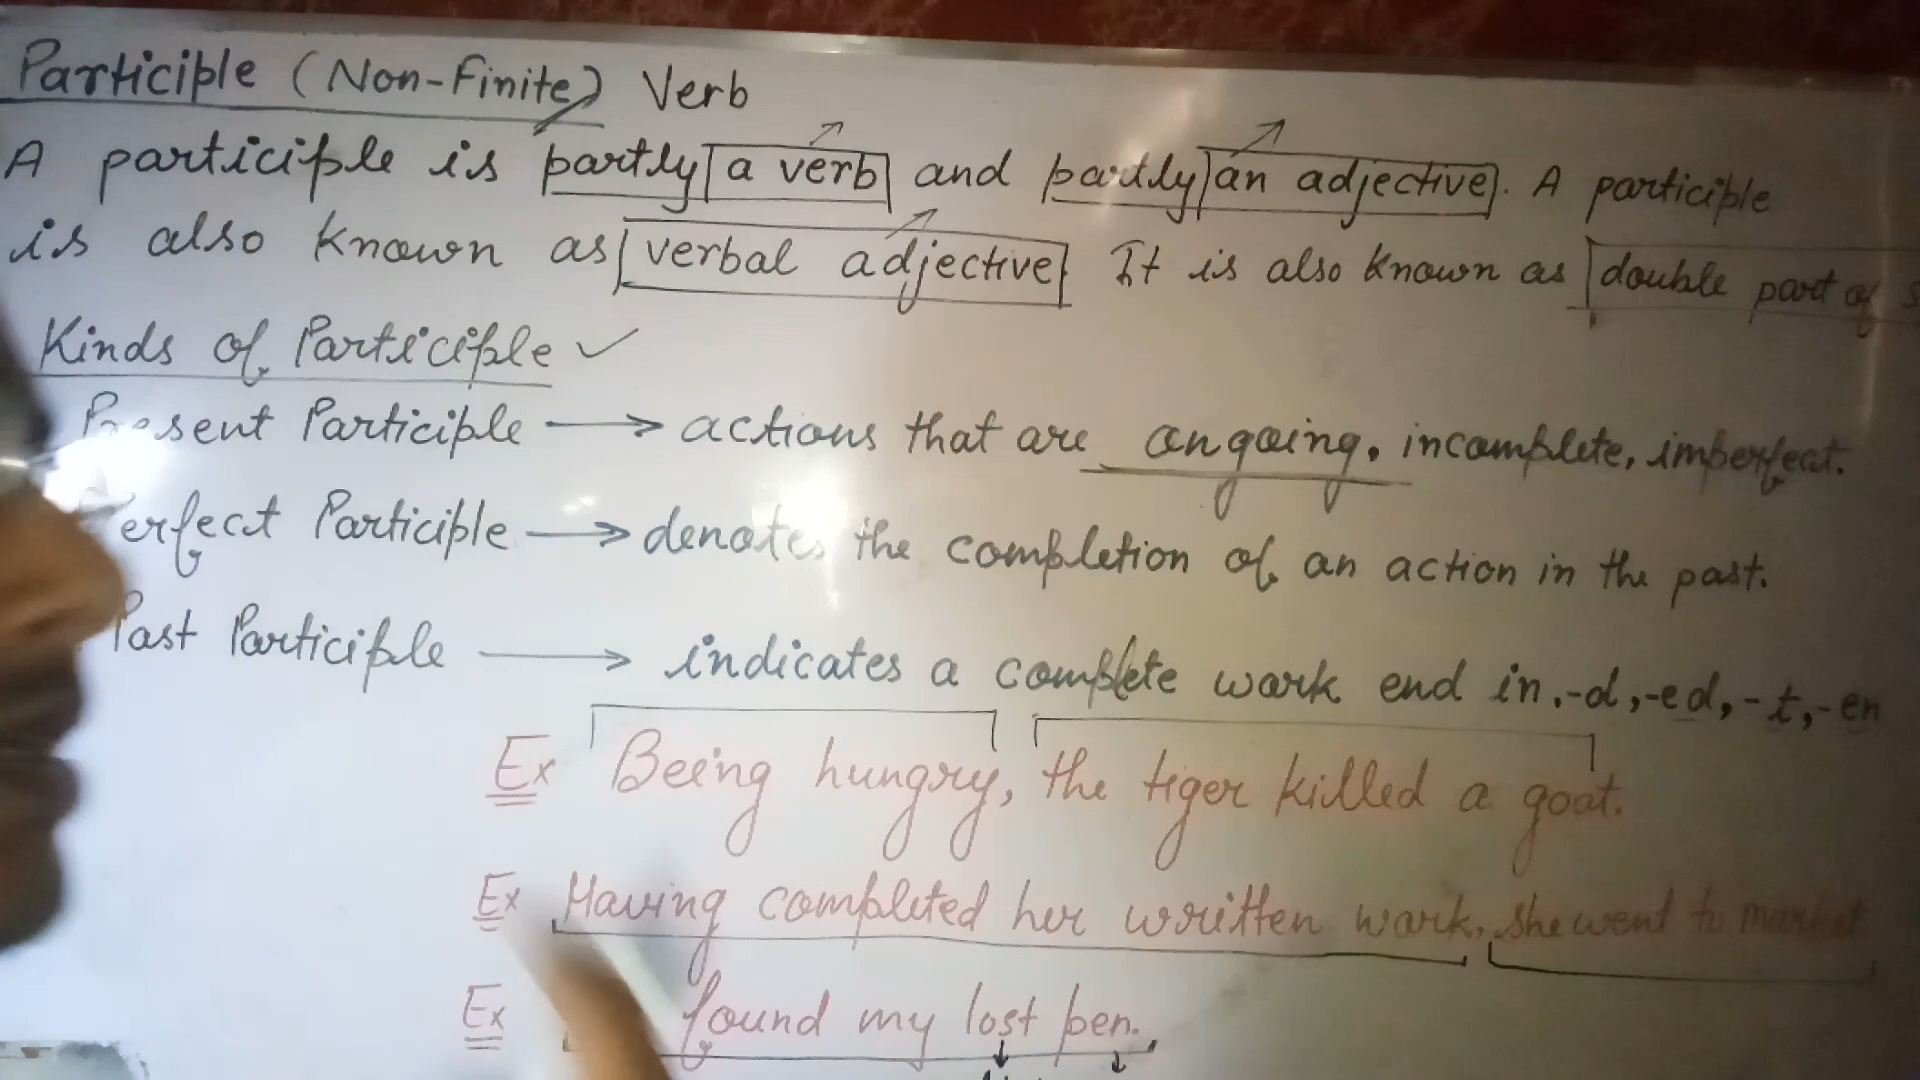 Participle (Non-Finite) Verb
A participle is partly a verb and partly an adjective. A participle
is also known as verbal adjective It is also known as double part of
Kinds of Participle ✓
Present Participle → actions that are ongoing, incomplete, imperfect.
Perfect Participle → denotes the completion of an action in the past.
Past Participle → indicates a complete work end in,-d,-ed,-t,-en
Ex Being hungry, the tiger killed a goat.
Ex Having completed her written work, she went to market
Ex found my lost pen.